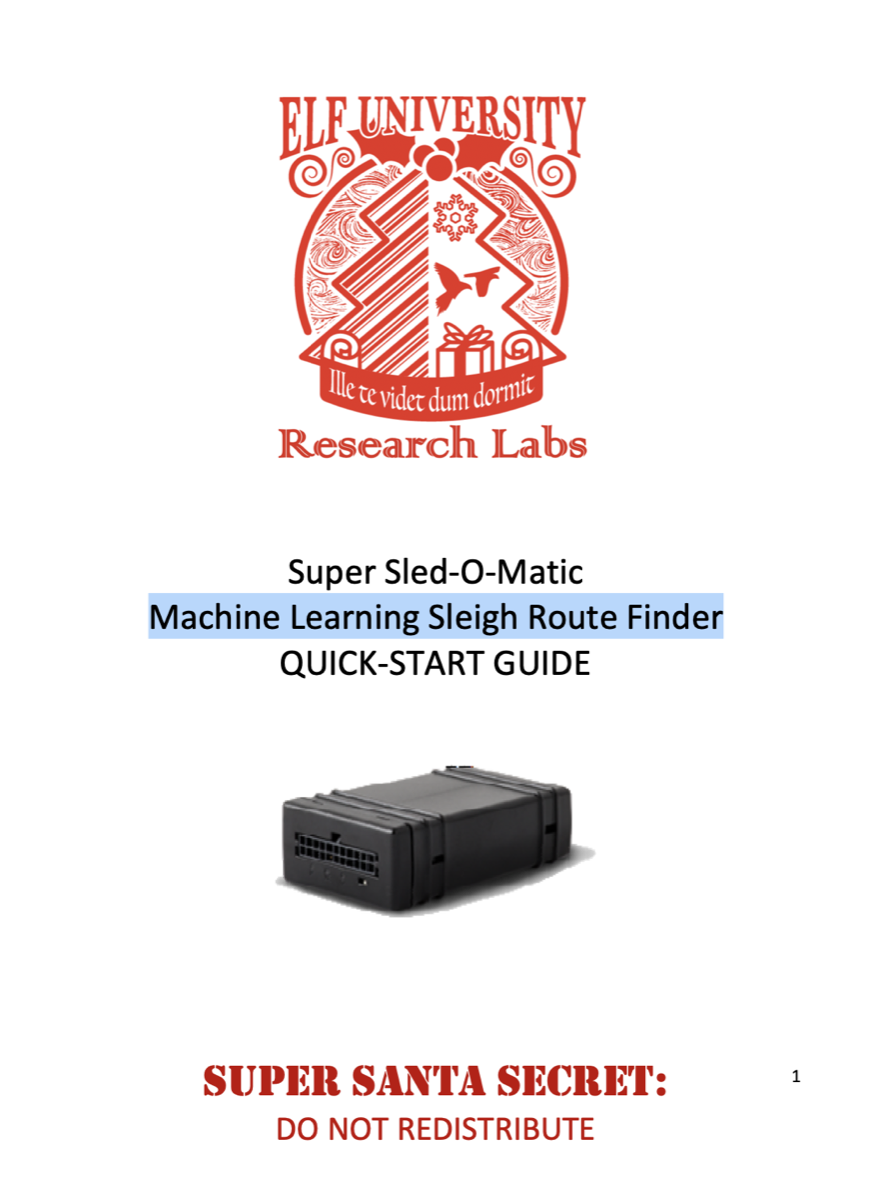 ELF UNIVERSITY
Ille te videt dum dormit
Research Labs
Super Sled-O-Matic
Machine Learning Sleigh Route Finder
QUICK-START GUIDE
SUPER SANTA SECRET:
1
DO NOT REDISTRIBUTE